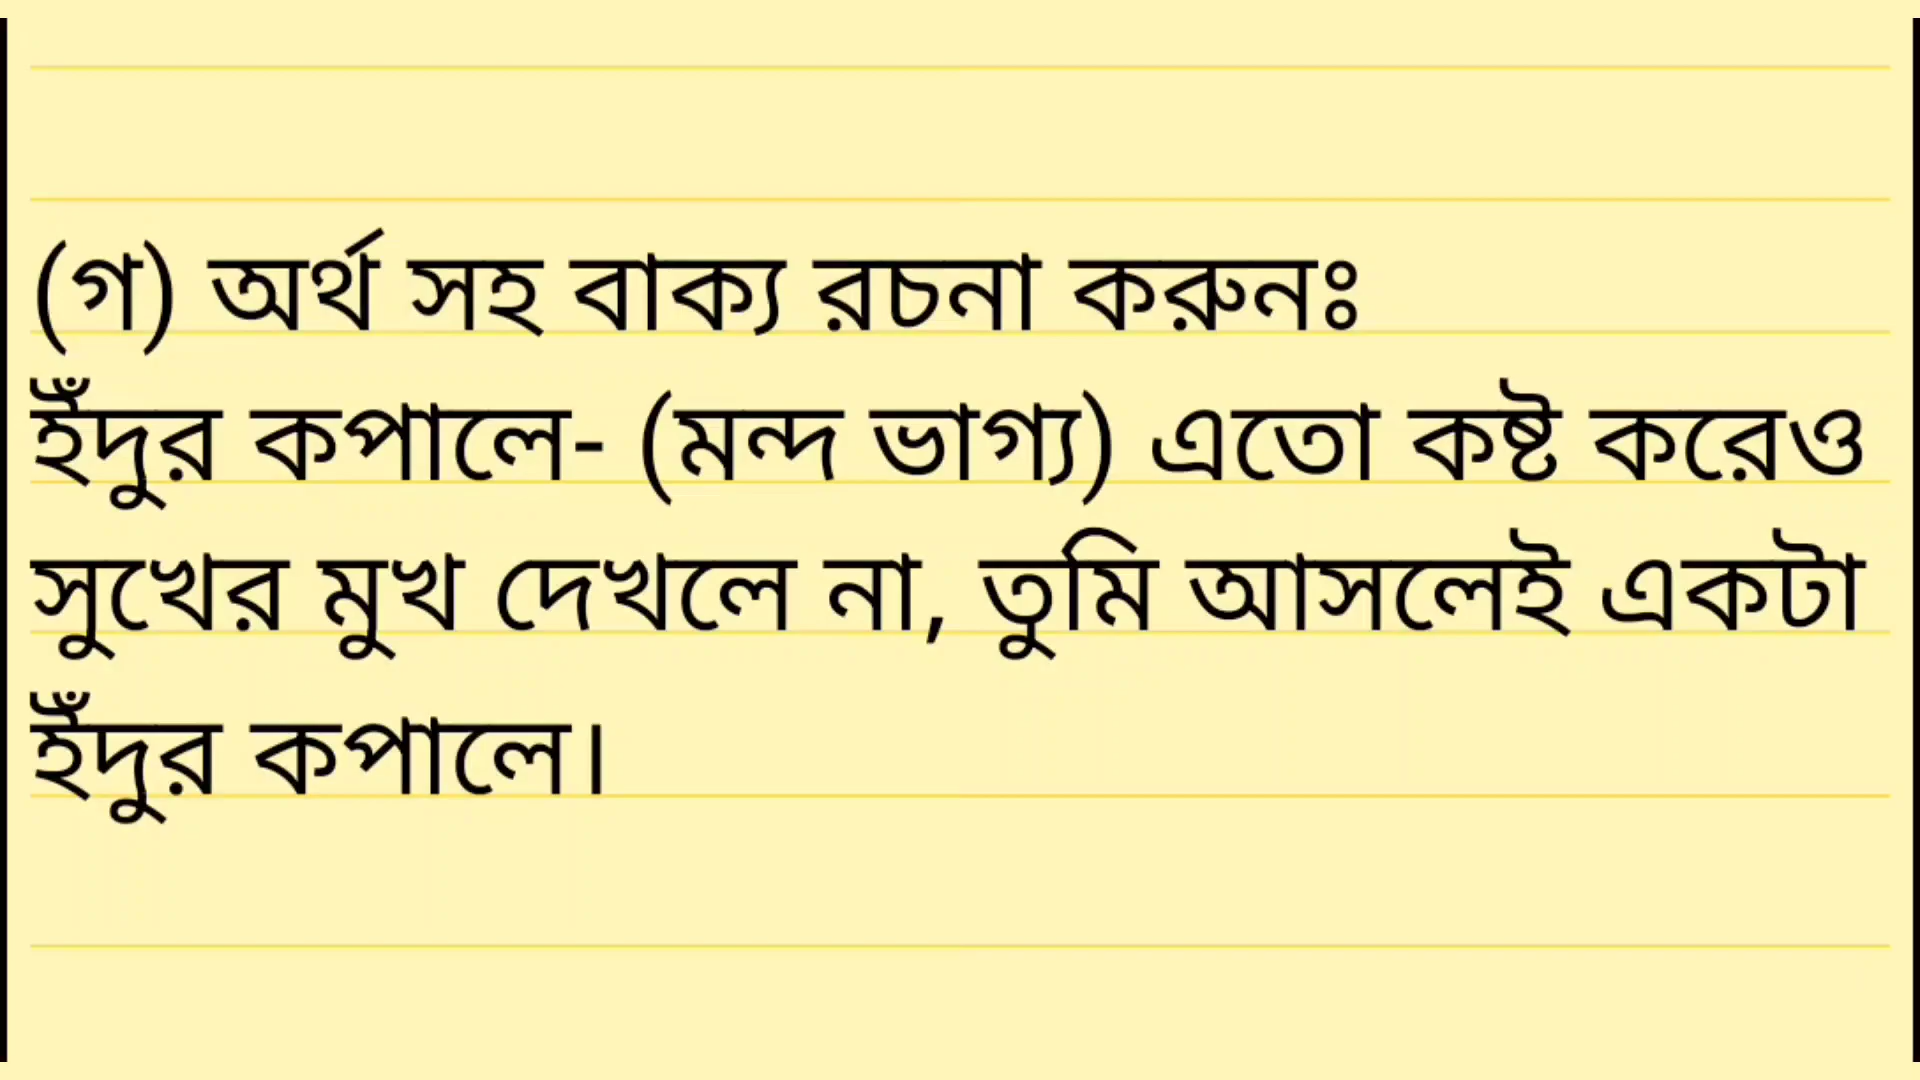 (গ) অর্থ সহ বাক্য রচনা করুনঃ
ইঁদুর কপালে- (মন্দ ভাগ্য) এতো কষ্ট করেও
সুখের মুখ দেখলে না, তুমি আসলেই একটা
ইঁদুর কপালে।